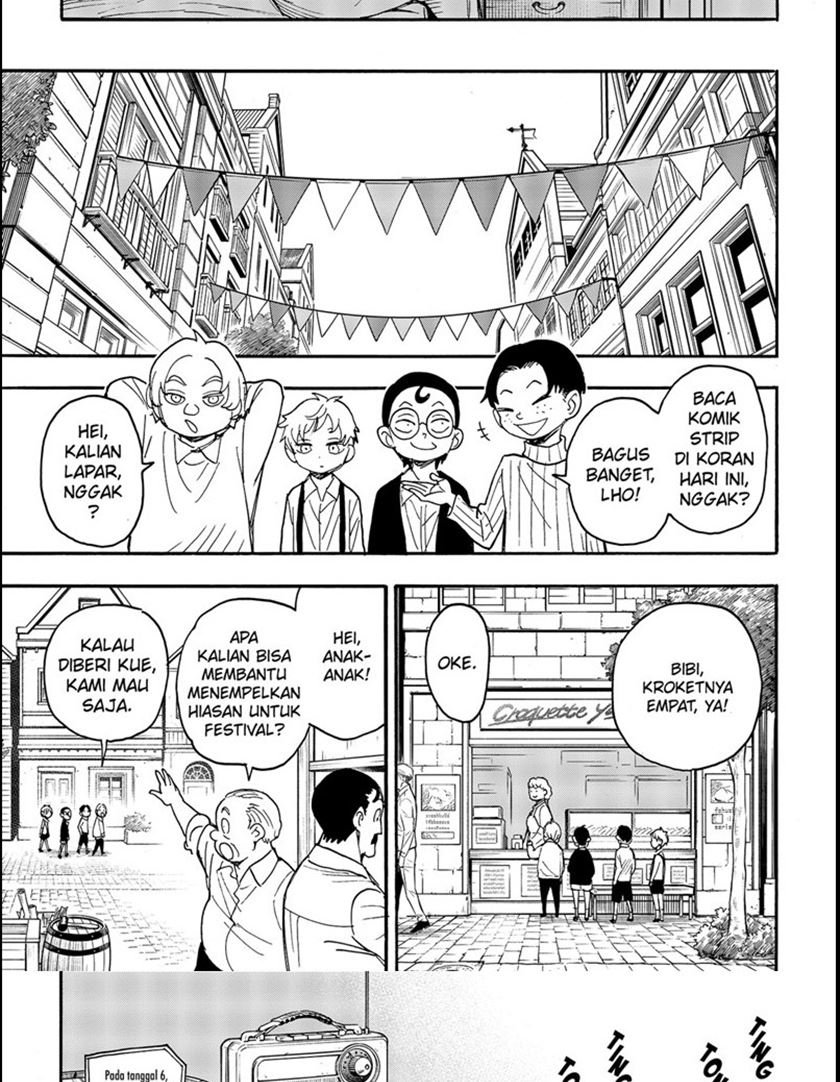 BACA
KOMIK
STRIP
DI KORAN
HARI INI,
NGGAK?
BAGUS
BANGET,
LHO!
HEI,
KALIAN
LAPAR,
NGGAK
?
BIBI,
KROKETNYA
EMPAT, YA!
OKE.
Croquette Ya
HEI,
ANAK-
ANAK!
APA
KALIAN BISA
MEMBANTU
MENEMPELKAN
HIASAN UNTUK
FESTIVAL?
KALAU
DIBERI KUE,
KAMI MAU
SAJA.
TING
TONG
TING
Pada tanggal 6,